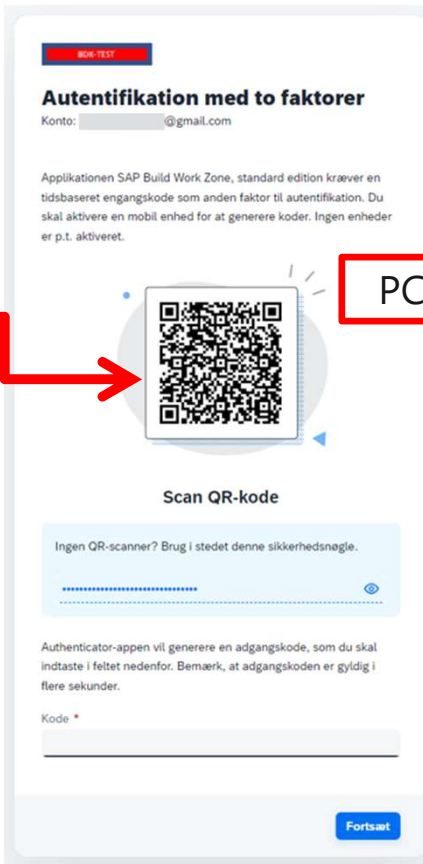 BDK-TEST
Autentifikation med to faktorer
Konto: @gmail.com
Applikationen SAP Build Work Zone, standard edition kræver en
tidsbaseret engangskode som anden faktor til autentifikation. Du
skal aktivere en mobil enhed for at generere koder. Ingen enheder
er p.t. aktiveret.
PC
Scan QR-kode
Ingen QR-scanner? Brug i stedet denne sikkerhedsnøgle.
Authenticator-appen vil generere en adgangskode, som du skal
indtaste i feltet nedenfor. Bemærk, at adgangskoden er gyldig i
flere sekunder.
Kode *
Fortsæt